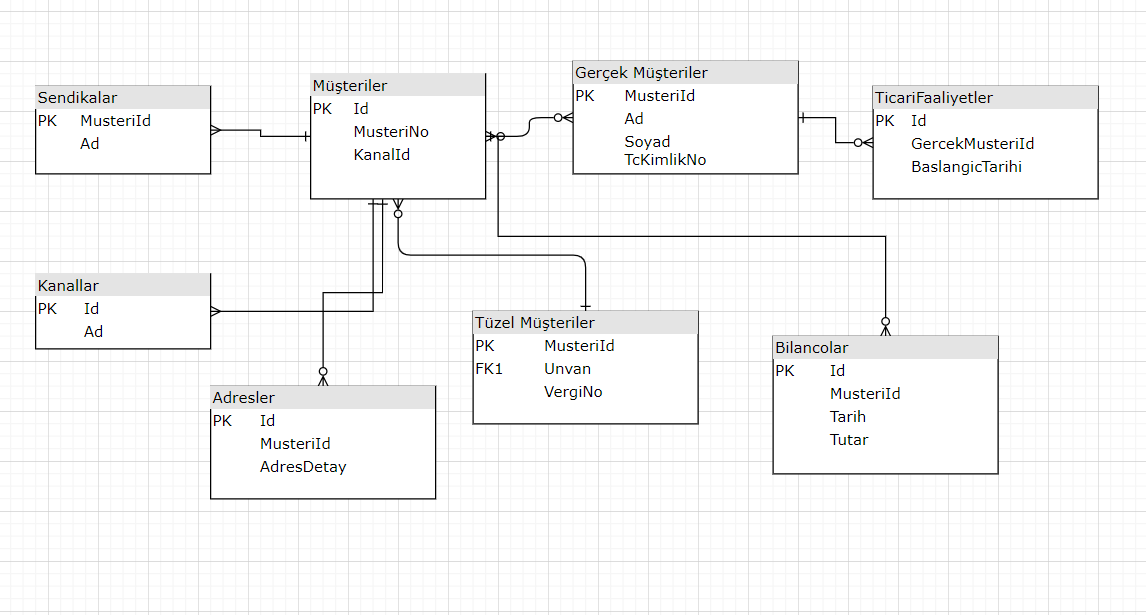 Sendikalar
PK MusteriId
Ad
Müşteriler
PK Id
MusteriNo
KanalId
Gerçek Müşteriler
PK MusteriId
Ad
Soyad
TcKimlikNo
TicariFaaliyetler
PK Id
GercekMusteriId
BaslangicTarihi
Kanallar
PK Id
Ad
Adresler
PK Id
MusteriId
AdresDetay
Tüzel Müşteriler
PK MusteriId
FK1 Unvan
VergiNo
Bilancolar
PK Id
MusteriId
Tarih
Tutar